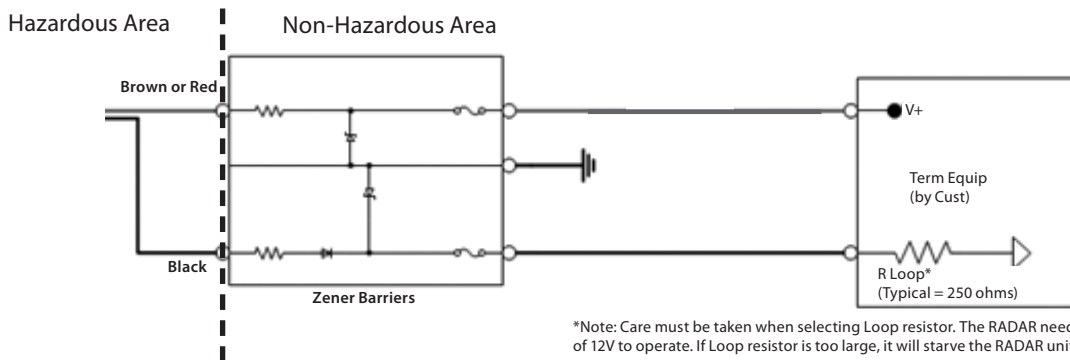 Hazardous Area
Non-Hazardous Area
Brown or Red
V+
Term Equip
(by Cust)
Black
R Loop*
(Typical = 250 ohms)
Zener Barriers
*Note: Care must be taken when selecting Loop resistor. The RADAR
of 12V to operate. If Loop resistor is too large, it will starve the RADAR unit